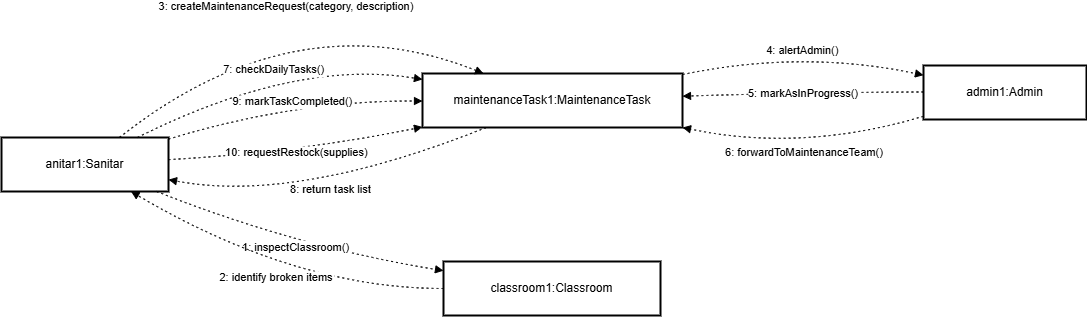 3: createMaintenanceRequest(category, description)
4: alertAdmin()
7: checkDailyTasks()
9: markTaskCompleted()
maintenanceTask1:MaintenanceTask
5: markAsInProgress()
admin1:Admin
10: requestRestock(supplies)
6: forwardToMaintenanceTeam()
anitar1:Sanitar
8: return task list
1: inspectClassroom()
2: identify broken items
classroom1:Classroom